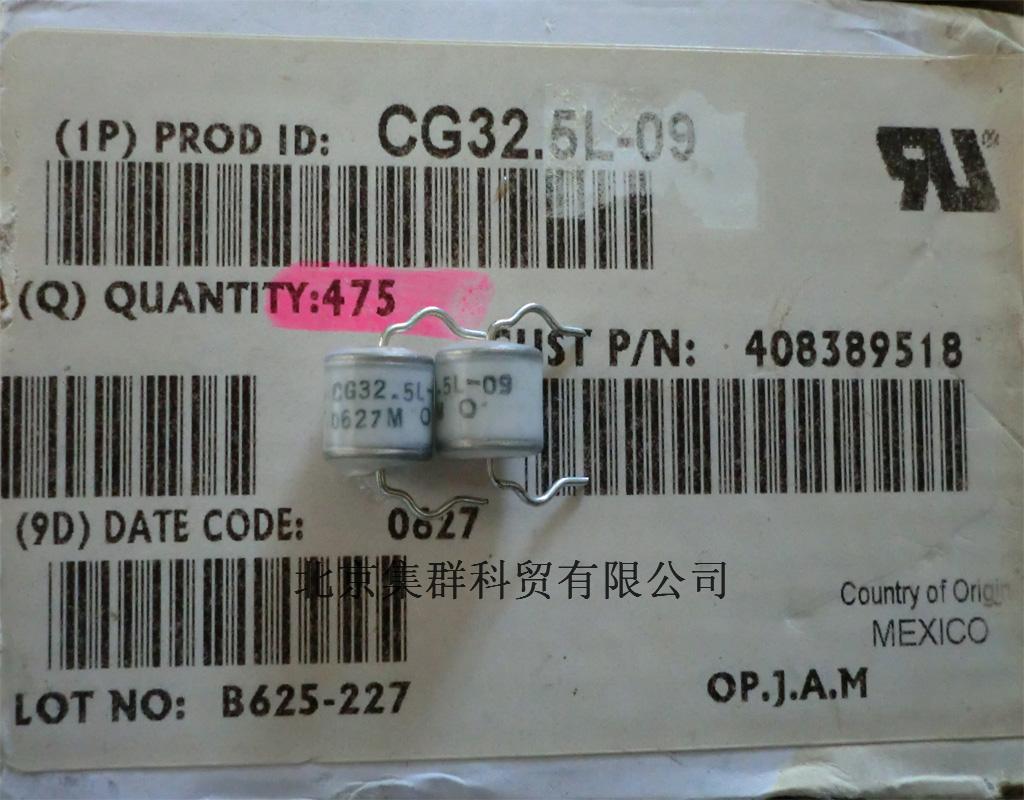 (1P) PROD ID: CG32.5L-09
(Q) QUANTITY:475
CUST P/N: 408389518
CG32.5L-
.5L-09
0627M O
O
(9D) DATE CODE: 0627
北京集群科贸有限公司
Country of Origin
MEXICO
LOT NO: B625-227
OP.J.A.M